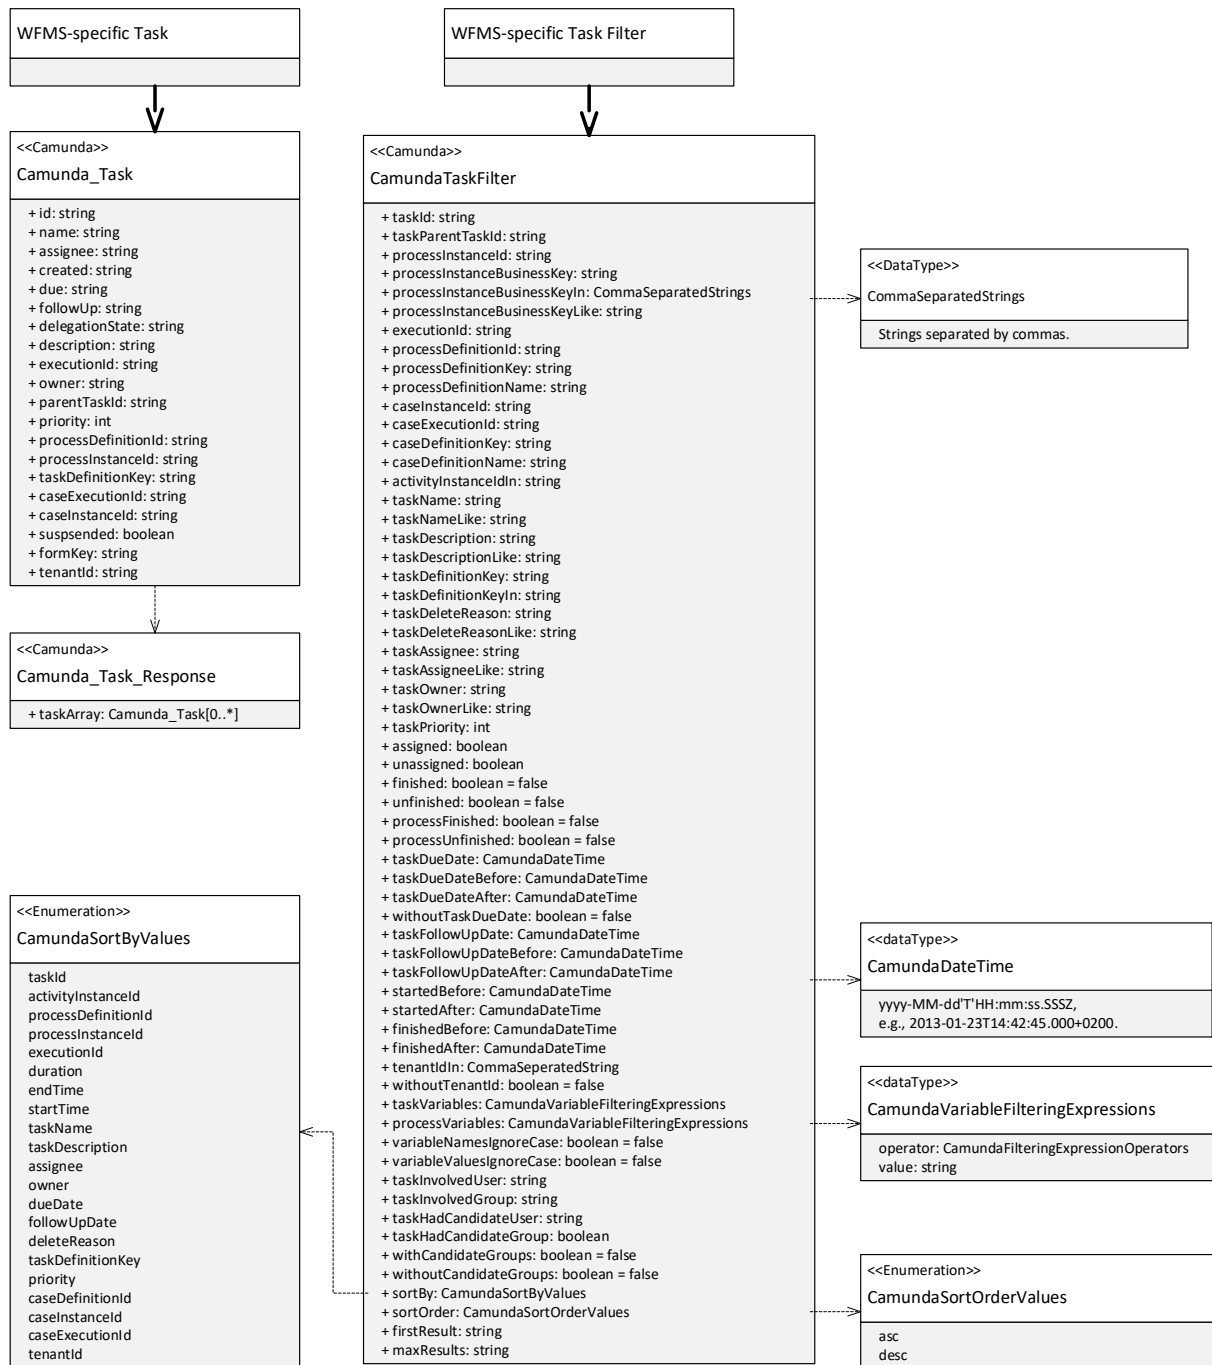 WFMS-specific Task
WFMS-specific Task Filter
<<Camunda>>
Camunda_Task
+ id: string
+ name: string
+ assignee: string
+ created: string
+ due: string
+ followUp: string
+ delegationState: string
+ description: string
+ executionId: string
+ owner: string
+ parentTaskId: string
+ priority: int
+ processDefinitionId: string
+ processInstanceId: string
+ taskDefinitionKey: string
+ caseExecutionId: string
+ caseInstanceId: string
+ suspsended: boolean
+ formKey: string
+ tenantId: string
<<Camunda>>
Camunda_Task_Response
+ taskArray: Camunda_Task[0..*]
<<Enumeration>>
CamundaSortByValues
taskId
activityInstanceId
processDefinitionId
processInstanceId
executionId
duration
endTime
startTime
taskName
taskDescription
assignee
owner
dueDate
followUpDate
deleteReason
taskDefinitionKey
priority
caseDefinitionId
caseInstanceId
caseExecutionId
tenantId
<<Camunda>>
CamundaTaskFilter
+ taskId: string
+ taskParentTaskId: string
+ processInstanceId: string
+ processInstanceBusinessKey: string
+ processInstanceBusinessKeyIn: CommaSeparatedStrings
+ processInstanceBusinessKeyLike: string
+ executionId: string
+ processDefinitionId: string
+ processDefinitionKey: string
+ processDefinitionName: string
+ caseInstanceId: string
+ caseExecutionId: string
+ caseDefinitionKey: string
+ caseDefinitionName: string
+ activityInstanceIdIn: string
+ taskName: string
+ taskNameLike: string
+ taskDescription: string
+ taskDescriptionLike: string
+ taskDefinitionKey: string
+ taskDefinitionKeyIn: string
+ taskDeleteReason: string
+ taskDeleteReasonLike: string
+ taskAssignee: string
+ taskAssigneeLike: string
+ taskOwner: string
+ taskOwnerLike: string
+ taskPriority: int
+ assigned: boolean
+ unassigned: boolean
+ finished: boolean = false
+ unfinished: boolean = false
+ processFinished: boolean = false
+ processUnfinished: boolean = false
+ taskDueDate: CamundaDateTime
+ taskDueDateBefore: CamundaDateTime
+ taskDueDateAfter: CamundaDateTime
+ withoutTaskDueDate: boolean = false
+ taskFollowUpDate: CamundaDateTime
+ taskFollowUpDateBefore: CamundaDateTime
+ taskFollowUpDateAfter: CamundaDateTime
+ startedBefore: CamundaDateTime
+ startedAfter: CamundaDateTime
+ finishedBefore: CamundaDateTime
+ finishedAfter: CamundaDateTime
+ tenantIdIn: CommaSeperatedString
+ withoutTenantId: boolean = false
+ taskVariables: CamundaVariableFilteringExpressions
+ processVariables: CamundaVariableFilteringExpressions
+ variableNamesIgnoreCase: boolean = false
+ variableValuesIgnoreCase: boolean = false
+ taskInvolvedUser: string
+ taskInvolvedGroup: string
+ taskHadCandidateUser: string
+ taskHadCandidateGroup: boolean
+ withCandidateGroups: boolean = false
+ withoutCandidateGroups: boolean = false
+ sortBy: CamundaSortByValues
+ sortOrder: CamundaSortOrderValues
+ firstResult: string
+ maxResults: string
<<DataType>>
CommaSeparatedStrings
Strings separated by commas.
<<dataType>>
CamundaDateTime
yyyy-MM-dd'T'HH:mm:ss.SSSZ,
e.g., 2013-01-23T14:42:45.000+0200.
<<dataType>>
CamundaVariableFilteringExpressions
operator: CamundaFilteringExpressionOperators
value: string
<<Enumeration>>
CamundaSortOrderValues
asc
desc